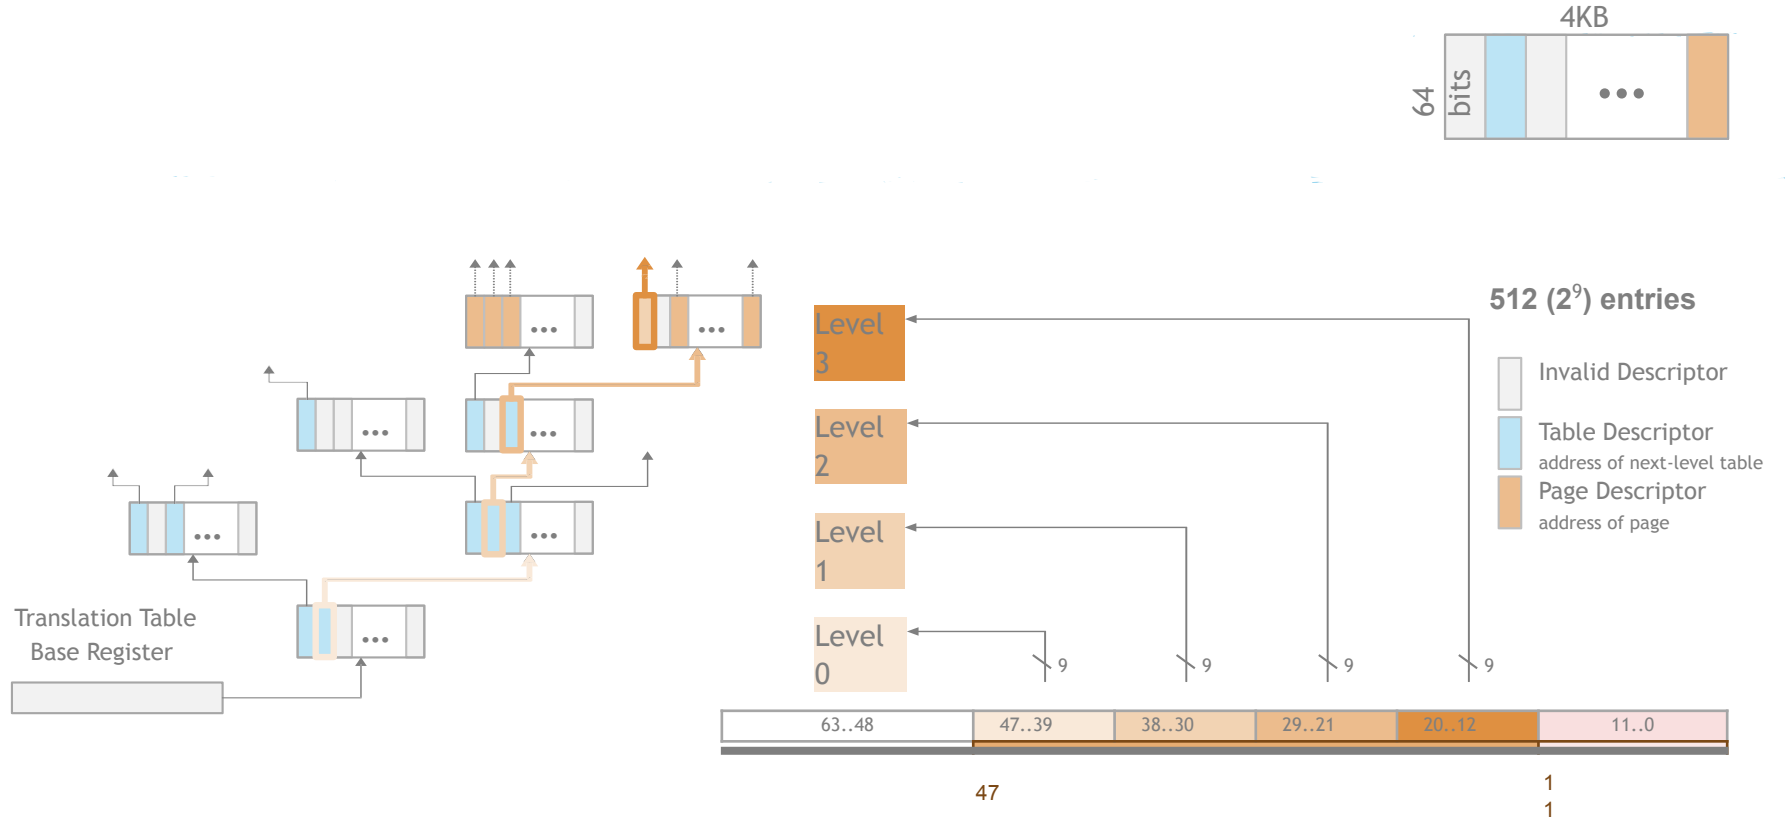 4KB
64
bits
512 (2⁹) entries
Level
3
Invalid Descriptor
Level
2
Table Descriptor
address of next-level table
Page Descriptor
address of page
Level
1
Translation Table
Base Register
Level
0
9
9
9
9
63..48
47..39
38..30
29..21
20..12
11..0
47
1
1